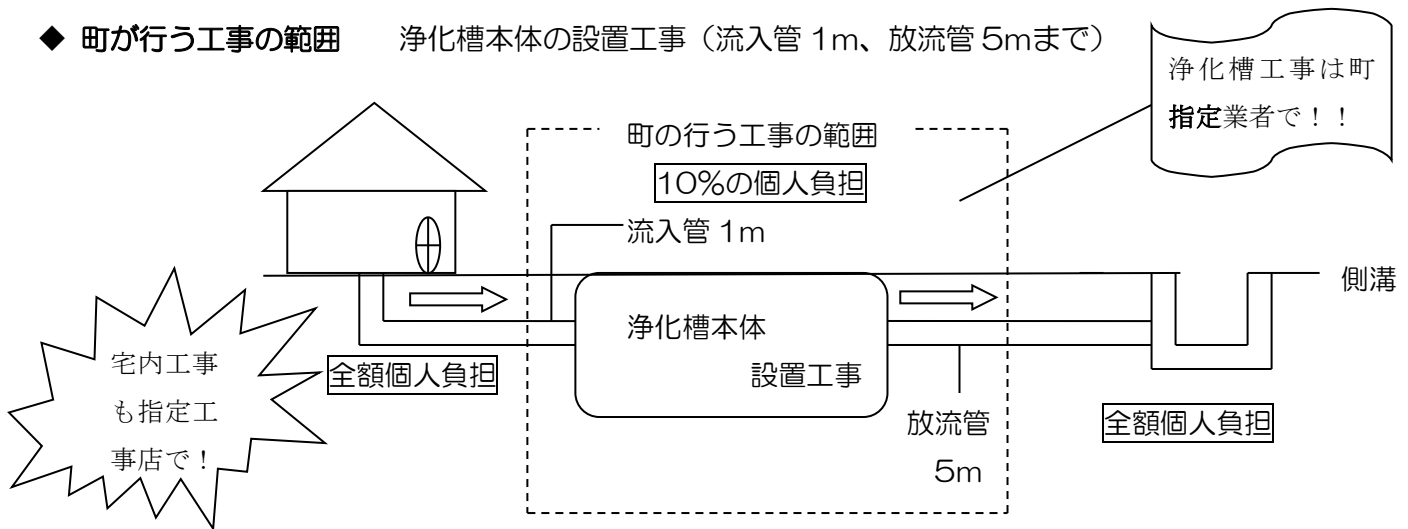 ◆ 町が行う工事の範囲　浄化槽本体の設置工事（流入管 1m、放流管 5mまで）
浄化槽工事は町
指定業者で！！
町の行う工事の範囲
10%の個人負担
流入管 1m
側溝
浄化槽本体
設置工事
宅内工事
も指定工
事店で！
全額個人負担
放流管
5m
全額個人負担